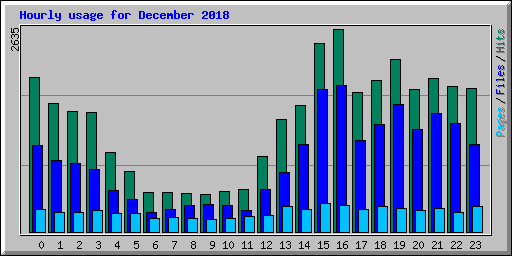 Hourly usage for December 2018
2635
Pages/Files/Hits
0 1 2 3 4 5 6 7 8 9 10 11 12 13 14 15 16 17 18 19 20 21 22 23